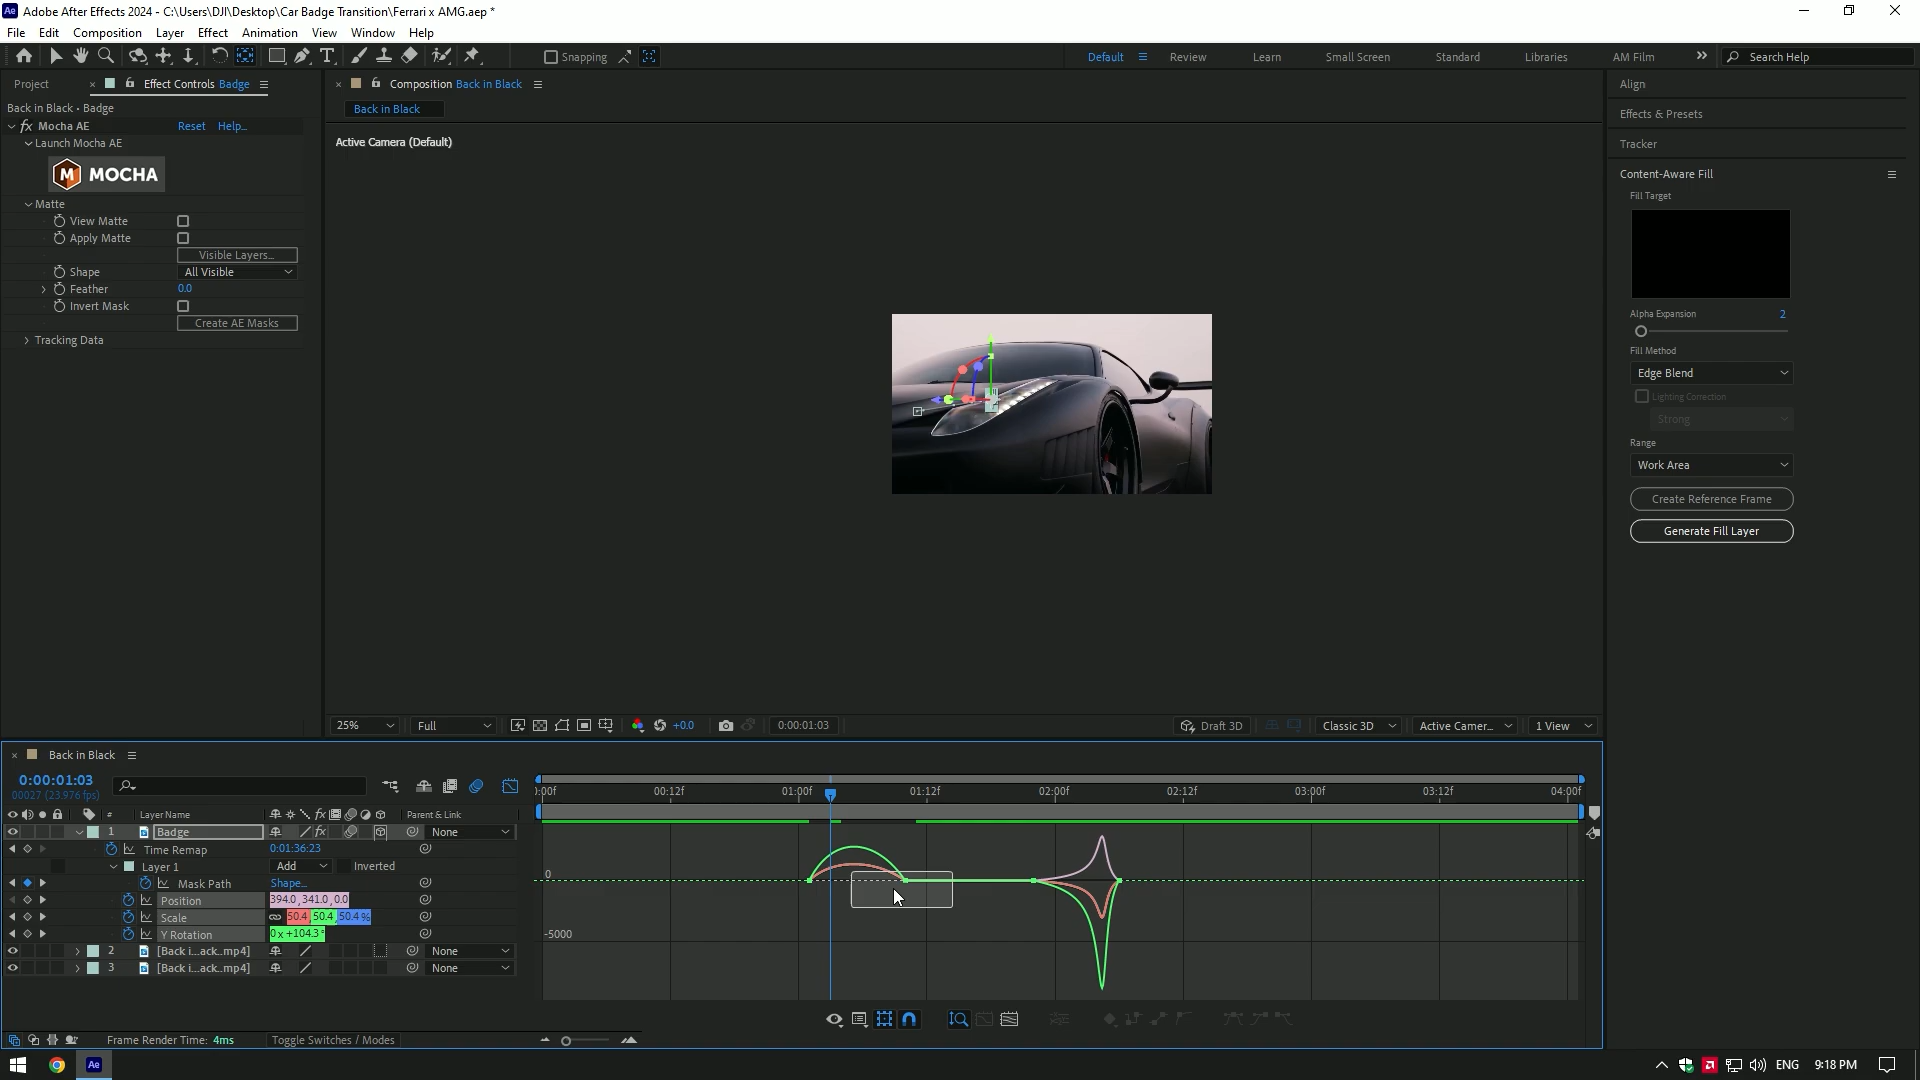 Adobe After Effects 2024 - C:\Users\DJI\Desktop\Car Badge Transition\Ferrari x AMG.aep *
File Edit Composition Layer Effect Animation View Window Help
Snapping
Default Review Learn Small Screen Standard Libraries AM Film Search Help
Project Effect Controls Badge
Back in Black • Badge
fx Mocha AE Reset Help...
Launch Mocha AE
M MOCHA
Matte
View Matte
Apply Matte
Visible Layers...
Shape All Visible
Feather 0.0
Invert Mask
Create AE Masks
Tracking Data
Composition Back in Black
Back in Black
Active Camera (Default)
25% Full +0.0 0:00:01:03 Draft 3D Classic 3D Active Camer... 1 View
Align
Effects & Presets
Tracker
Content-Aware Fill
Fill Target
Alpha Expansion 2
Fill Method
Edge Blend
Lighting Correction
Strong
Range
Work Area
Create Reference Frame
Generate Fill Layer
Back in Black
0:00:01:03
00027 (23.976 fps)
):00f 00:12f 01:00f 01:12f 02:00f 02:12f 03:00f 03:12f 04:00f
# Layer Name Parent & Link
1 Badge None
Time Remap 0:01:36:23
Layer 1 Add Inverted
Mask Path Shape...
Position 394.0,341.0,0.0
Scale 50.4,50.4,50.4%
Y Rotation 0x+104.3°
2 [Back i...ack..mp4] None
3 [Back i...ack..mp4] None
0
-5000
Frame Render Time: 4ms Toggle Switches / Modes
Ae ENG 9:18 PM